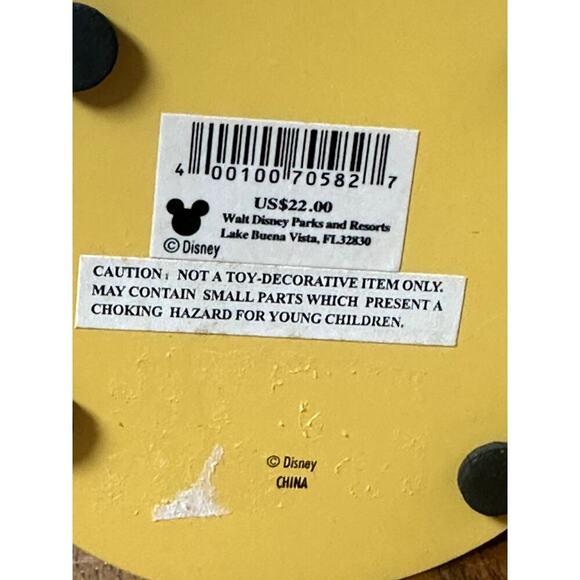 4 00100 70582 7
US$22.00
Walt Disney Parks and Resorts
Lake Buena Vista, FL32830
© Disney
CAUTION: NOT A TOY-DECORATIVE ITEM ONLY.
MAY CONTAIN SMALL PARTS WHICH PRESENT A
CHOKING HAZARD FOR YOUNG CHILDREN.
© Disney
CHINA